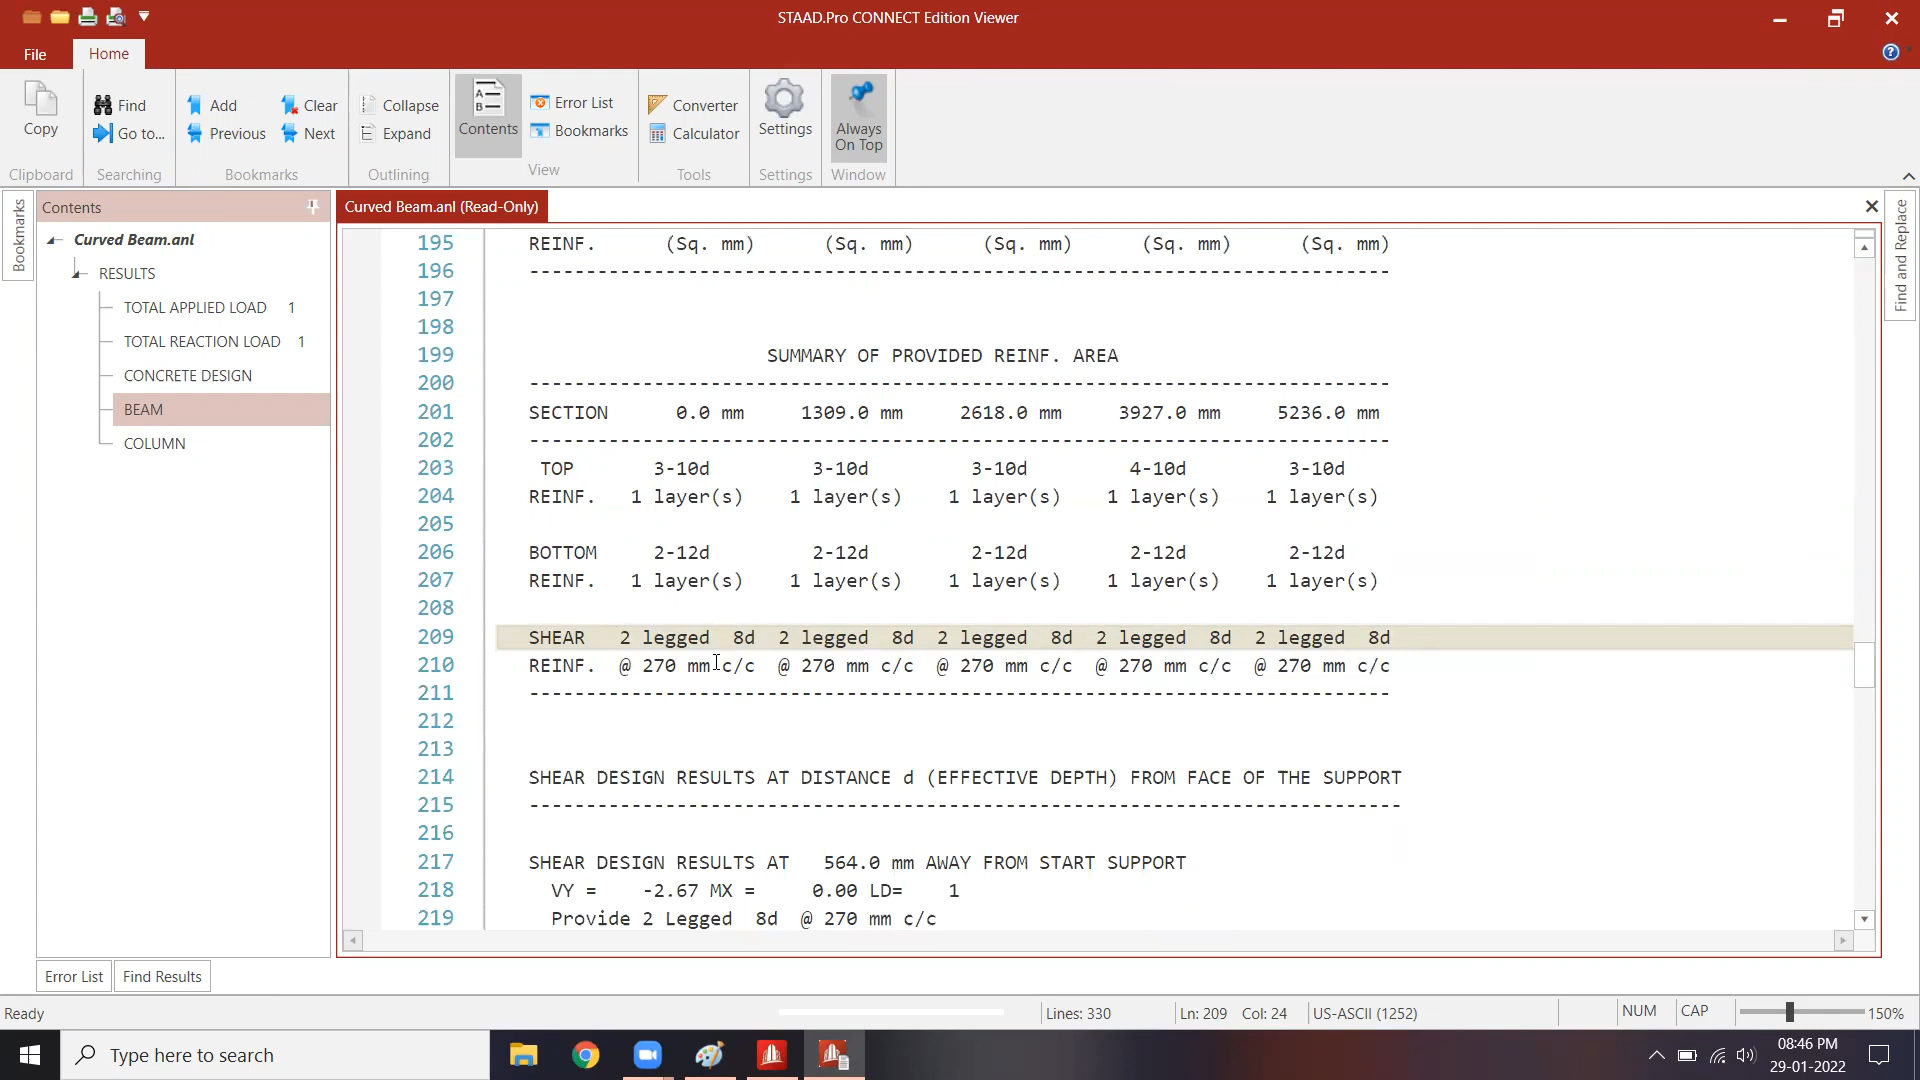 STAAD.Pro CONNECT Edition Viewer
File Home
Copy
Find
Go to...
Add
Previous
Clear
Next
Collapse
Expand
Contents
Error List
Bookmarks
Converter
Calculator
Settings
Always On Top
Clipboard Searching Bookmarks Outlining View Tools Settings Window
Bookmarks
Contents
Curved Beam.anl
RESULTS
TOTAL APPLIED LOAD 1
TOTAL REACTION LOAD 1
CONCRETE DESIGN
BEAM
COLUMN
Curved Beam.anl (Read-Only)
Find and Replace
195 REINF. (Sq. mm) (Sq. mm) (Sq. mm) (Sq. mm) (Sq. mm)
196 ----------------------------------------------------------------------------
197
198
199 SUMMARY OF PROVIDED REINF. AREA
200 ----------------------------------------------------------------------------
201 SECTION 0.0 mm 1309.0 mm 2618.0 mm 3927.0 mm 5236.0 mm
202 ----------------------------------------------------------------------------
203 TOP 3-10d 3-10d 3-10d 4-10d 3-10d
204 REINF. 1 layer(s) 1 layer(s) 1 layer(s) 1 layer(s) 1 layer(s)
205
206 BOTTOM 2-12d 2-12d 2-12d 2-12d 2-12d
207 REINF. 1 layer(s) 1 layer(s) 1 layer(s) 1 layer(s) 1 layer(s)
208
209 SHEAR 2 legged 8d 2 legged 8d 2 legged 8d 2 legged 8d 2 legged 8d
210 REINF. @ 270 mm c/c @ 270 mm c/c @ 270 mm c/c @ 270 mm c/c @ 270 mm c/c
211 ----------------------------------------------------------------------------
212
213
214 SHEAR DESIGN RESULTS AT DISTANCE d (EFFECTIVE DEPTH) FROM FACE OF THE SUPPORT
215 -----------------------------------------------------------------------------
216
217 SHEAR DESIGN RESULTS AT 564.0 mm AWAY FROM START SUPPORT
218 VY = -2.67 MX = 0.00 LD= 1
219 Provide 2 Legged 8d @ 270 mm c/c
Error List Find Results
Ready Lines: 330 Ln: 209 Col: 24 US-ASCII (1252) NUM CAP 150%
Type here to search
08:46 PM
29-01-2022